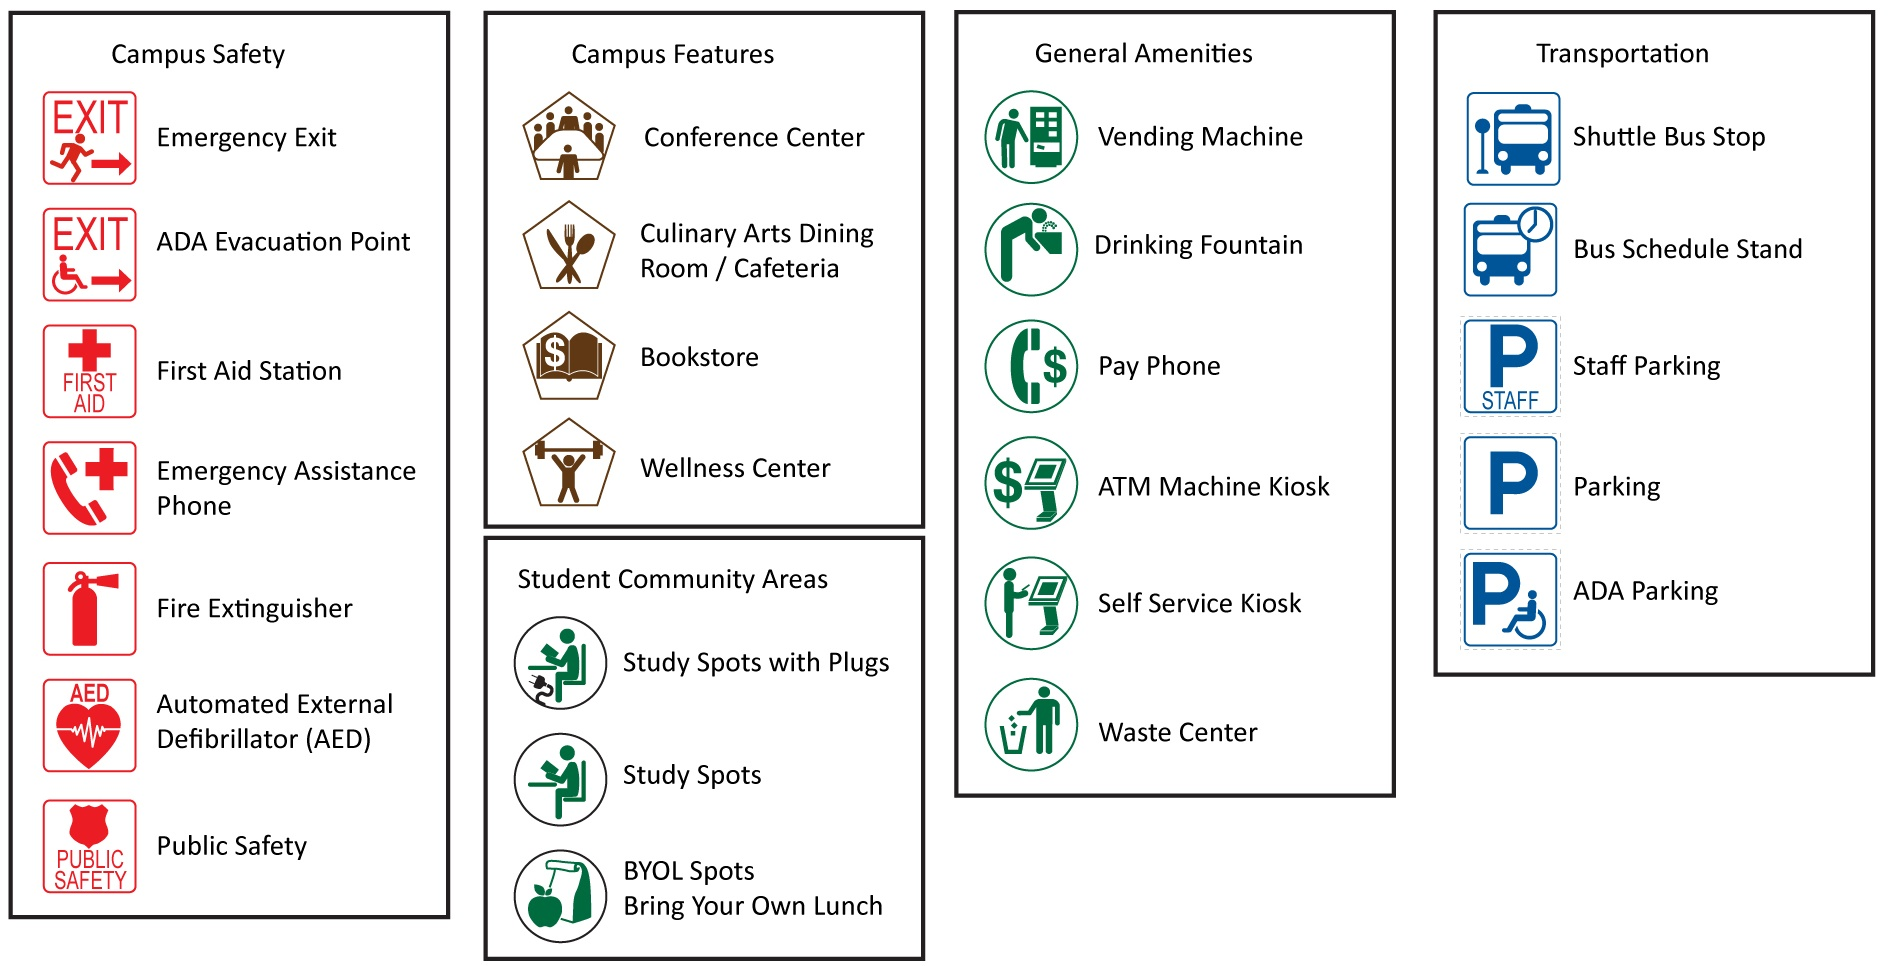 Campus Safety
EXIT
Emergency Exit
EXIT
ADA Evacuation Point
FIRST
AID
First Aid Station
Emergency Assistance
Phone
Fire Extinguisher
AED
Automated External
Defibrillator (AED)
PUBLIC
SAFETY
Public Safety
Campus Features
Conference Center
Culinary Arts Dining
Room / Cafeteria
$
Bookstore
Wellness Center
Student Community Areas
Study Spots with Plugs
Study Spots
BYOL Spots
Bring Your Own Lunch
General Amenities
Vending Machine
Drinking Fountain
$
Pay Phone
$
ATM Machine Kiosk
Self Service Kiosk
Waste Center
Transportation
Shuttle Bus Stop
Bus Schedule Stand
P
STAFF
Staff Parking
P
Parking
P
ADA Parking